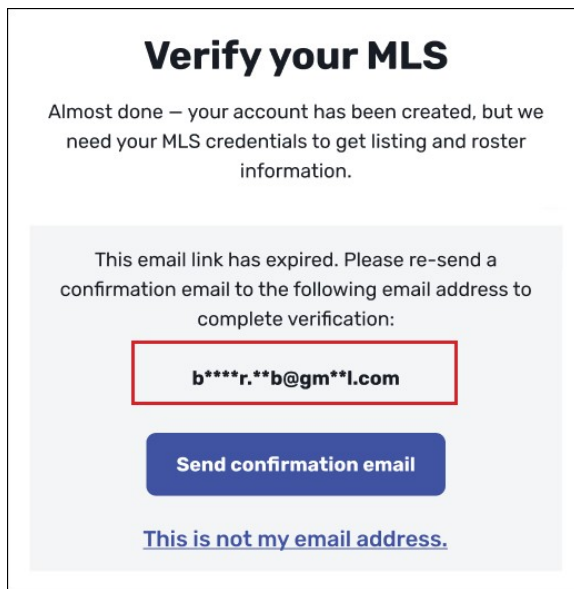 Verify your MLS
Almost done — your account has been created, but we
need your MLS credentials to get listing and roster
information.
This email link has expired. Please re-send a
confirmation email to the following email address to
complete verification:
b****r.**b@gm**l.com
Send confirmation email
This is not my email address.